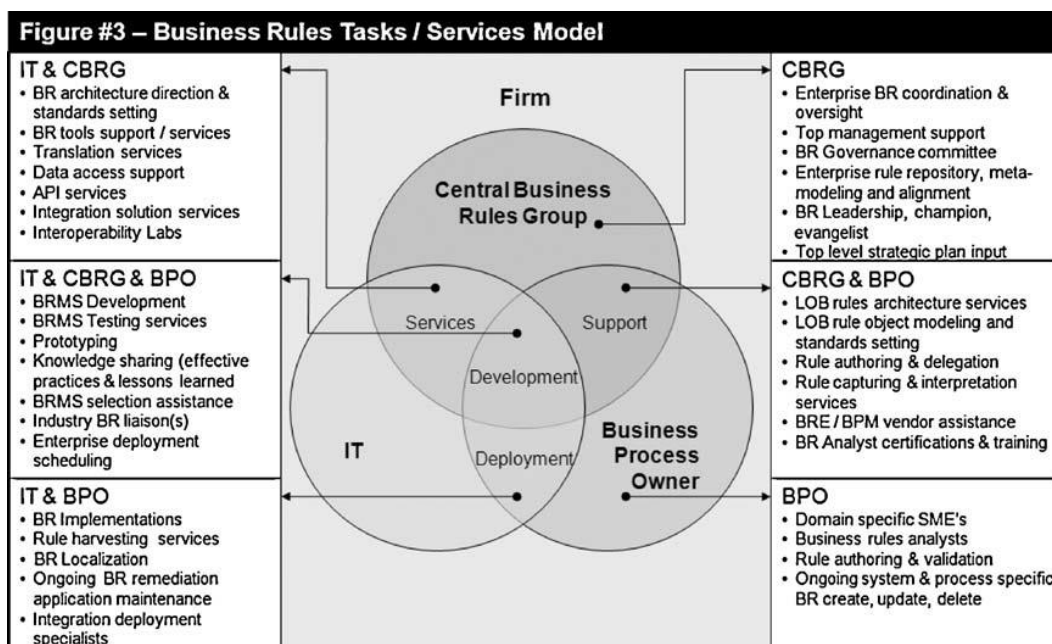 Figure #3 – Business Rules Tasks / Services Model
IT & CBRG
• BR architecture direction &
standards setting
• BR tools support / services
• Translation services
• Data access support
• API services
• Integration solution services
• Interoperability Labs
IT & CBRG & BPO
• BRMS Development
• BRMS Testing services
• Prototyping
• Knowledge sharing (effective
practices & lessons learned
• BRMS selection assistance
• Industry BR liaison(s)
• Enterprise deployment
scheduling
IT & BPO
• BR Implementations
• Rule harvesting services
• BR Localization
• Ongoing BR remediation
application maintenance
• Integration deployment
specialists
Firm
Central Business
Rules Group
Services
Support
Development
IT
Deployment
Business
Process
Owner
CBRG
• Enterprise BR coordination &
oversight
• Top management support
• BR Governance committee
• Enterprise rule repository, meta-
modeling and alignment
• BR Leadership, champion,
evangelist
• Top level strategic plan input
CBRG & BPO
• LOB rules architecture services
• LOB rule object modeling and
standards setting
• Rule authoring & delegation
• Rule capturing & interpretation
services
• BRE / BPM vendor assistance
• BR Analyst certifications & training
BPO
• Domain specific SME's
• Business rules analysts
• Rule authoring & validation
• Ongoing system & process specific
BR create, update, delete